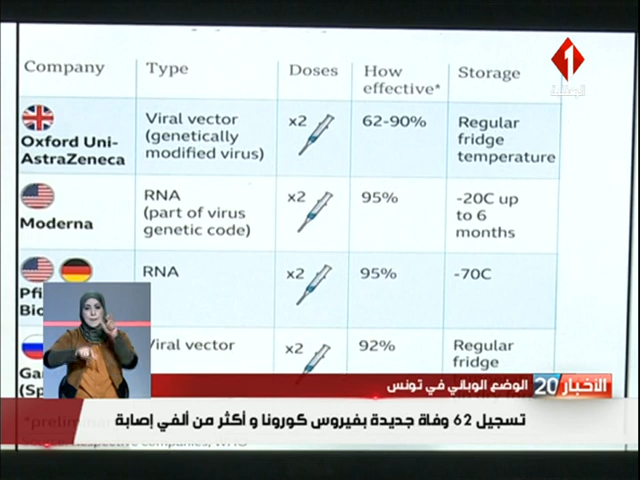 Company Type Doses How effective* Storage
Oxford Uni-AstraZeneca Viral vector (genetically modified virus) x2 62-90% Regular fridge temperature
Moderna RNA (part of virus genetic code) x2 95% -20C up to 6 months
RNA x2 95% -70C
Viral vector x2 92% Regular fridge
1
الوطنية
الأخبار 20 الوضع الوبائي في تونس
تسجيل 62 وفاة جديدة بفيروس كورونا و أكثر من ألفي إصابة